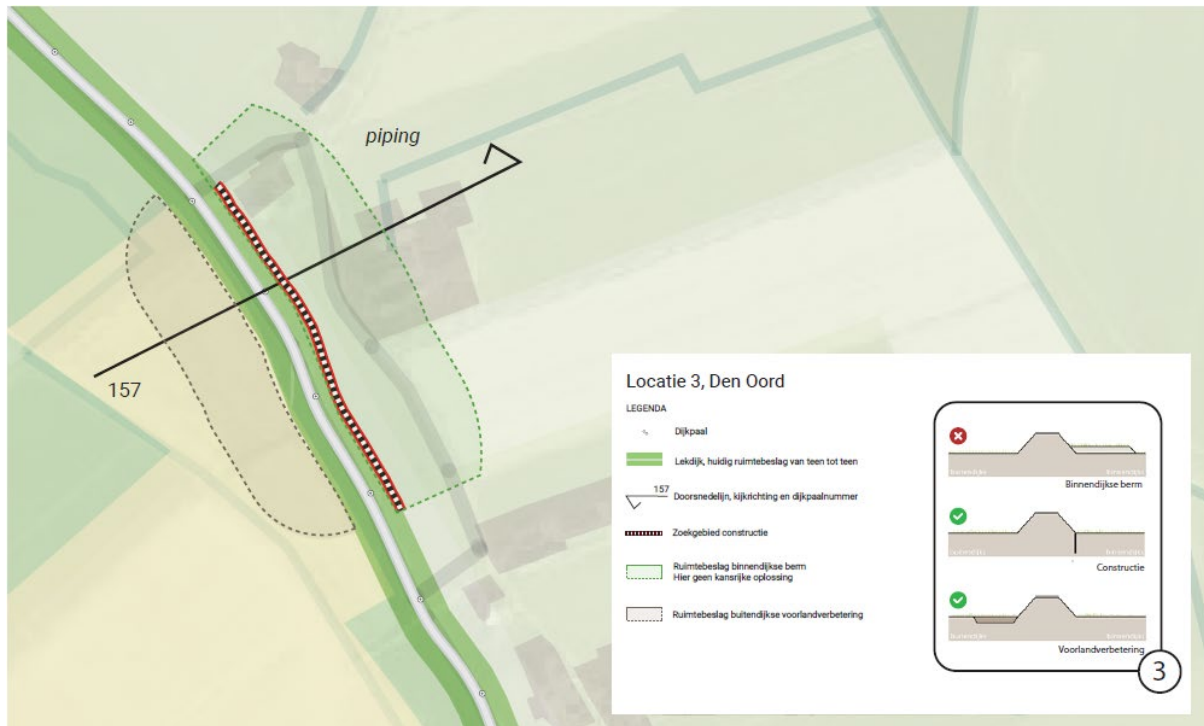 piping
157
Locatie 3, Den Oord
LEGENDA
Dijkpaal
Lekdijk, huidig ruimtebeslag van teen tot teen
157
Doorsnedelijn, kijkrichting en dijkpaalnummer
Zoekgebied constructie
Ruimtebeslag binnendijkse berm
Hier geen kansrijke oplossing
Ruimtebeslag buitendijkse voorlandverbetering
Binnendijkse berm
Constructie
Voorlandverbetering
3